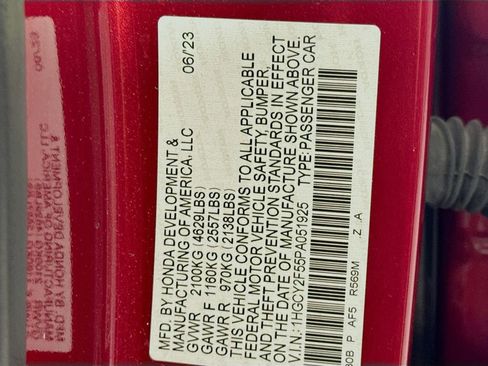 MFD. BY HONDA DEVELOPMENT &
MANUFACTURING OF AMERICA, LLC
06/23
GVWR 2100KG (4629LBS)
GAWR F 1160KG (2557LBS)
GAWR R 970KG (2138LBS)
THIS VEHICLE CONFORMS TO ALL APPLICABLE
FEDERAL MOTOR VEHICLE SAFETY, BUMPER,
AND THEFT PREVENTION STANDARDS IN EFFECT
ON THE DATE OF MANUFACTURE SHOWN ABOVE.
V.I.N.: 1HGCY2F55PA051925 TYPE: PASSENGER CAR
30B P AF5 R569M Z .A